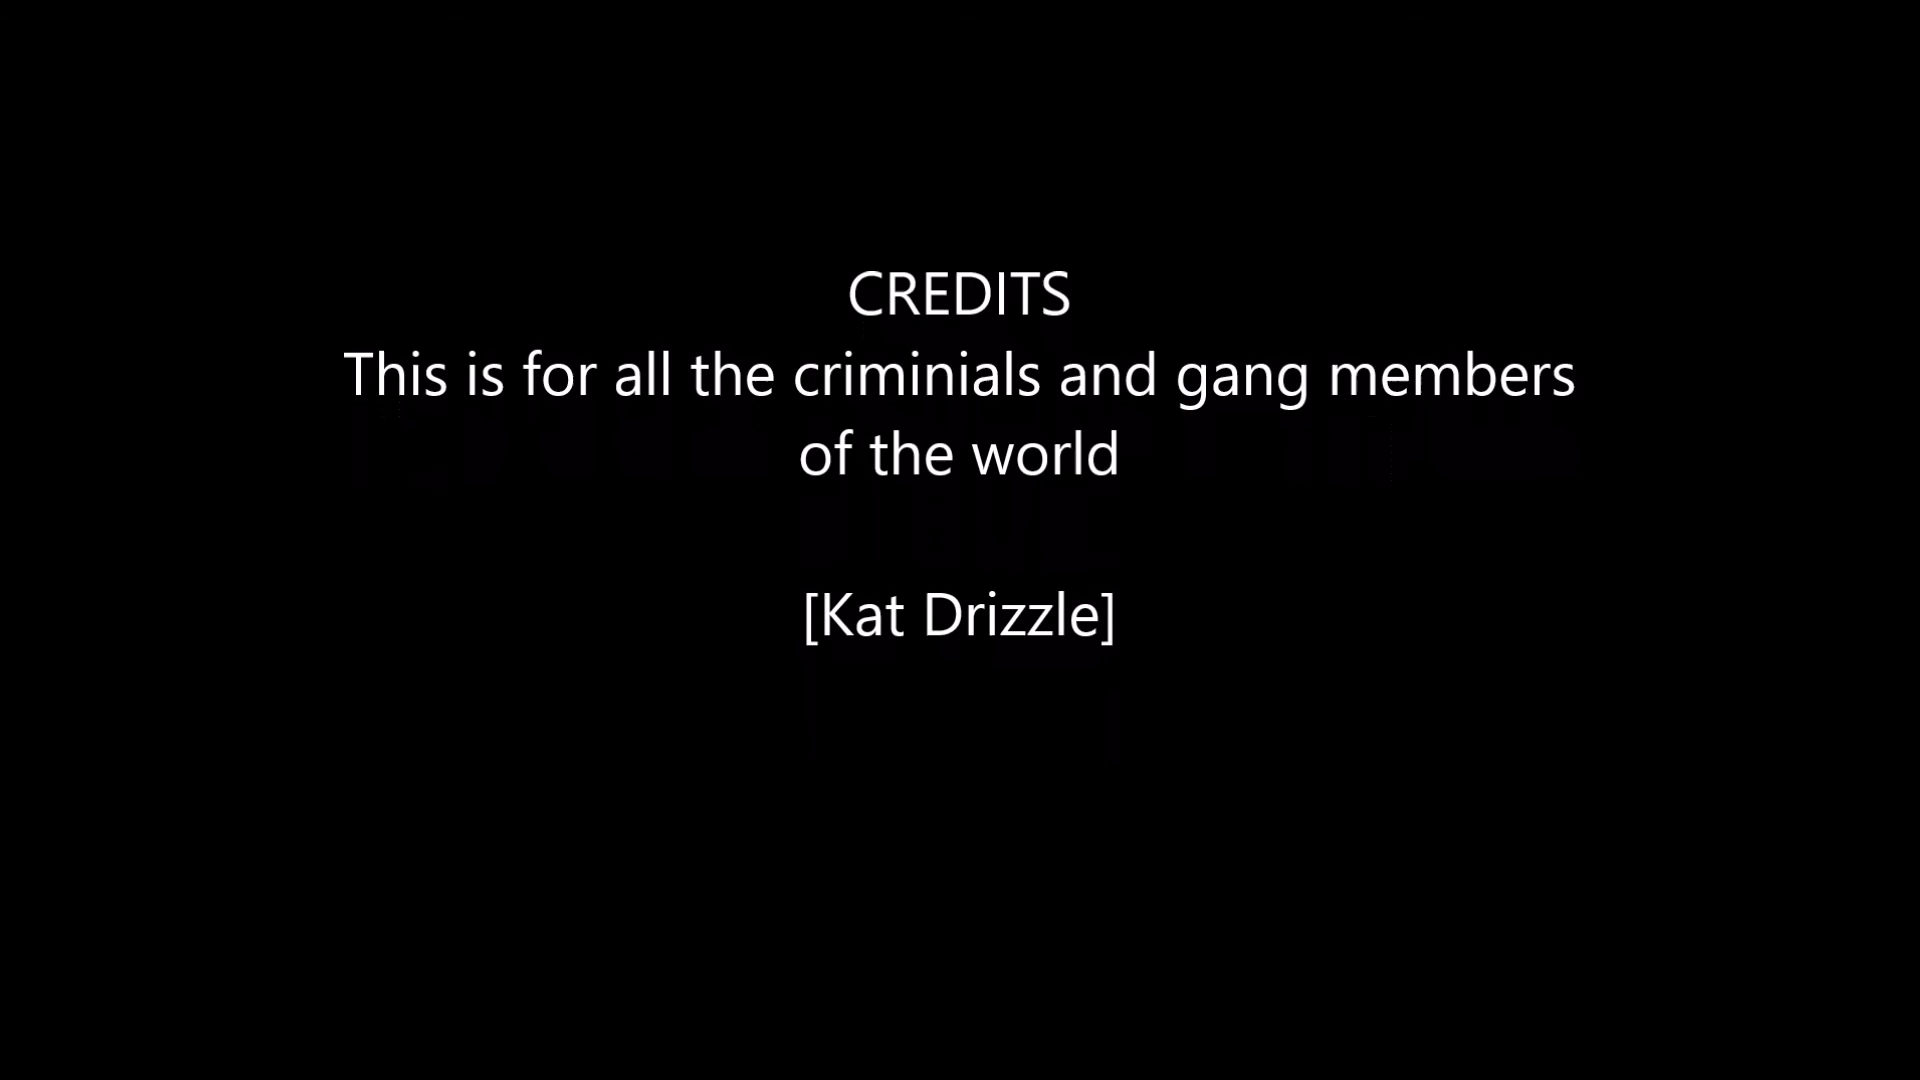 CREDITS
This is for all the criminials and gang members
of the world
[Kat Drizzle]